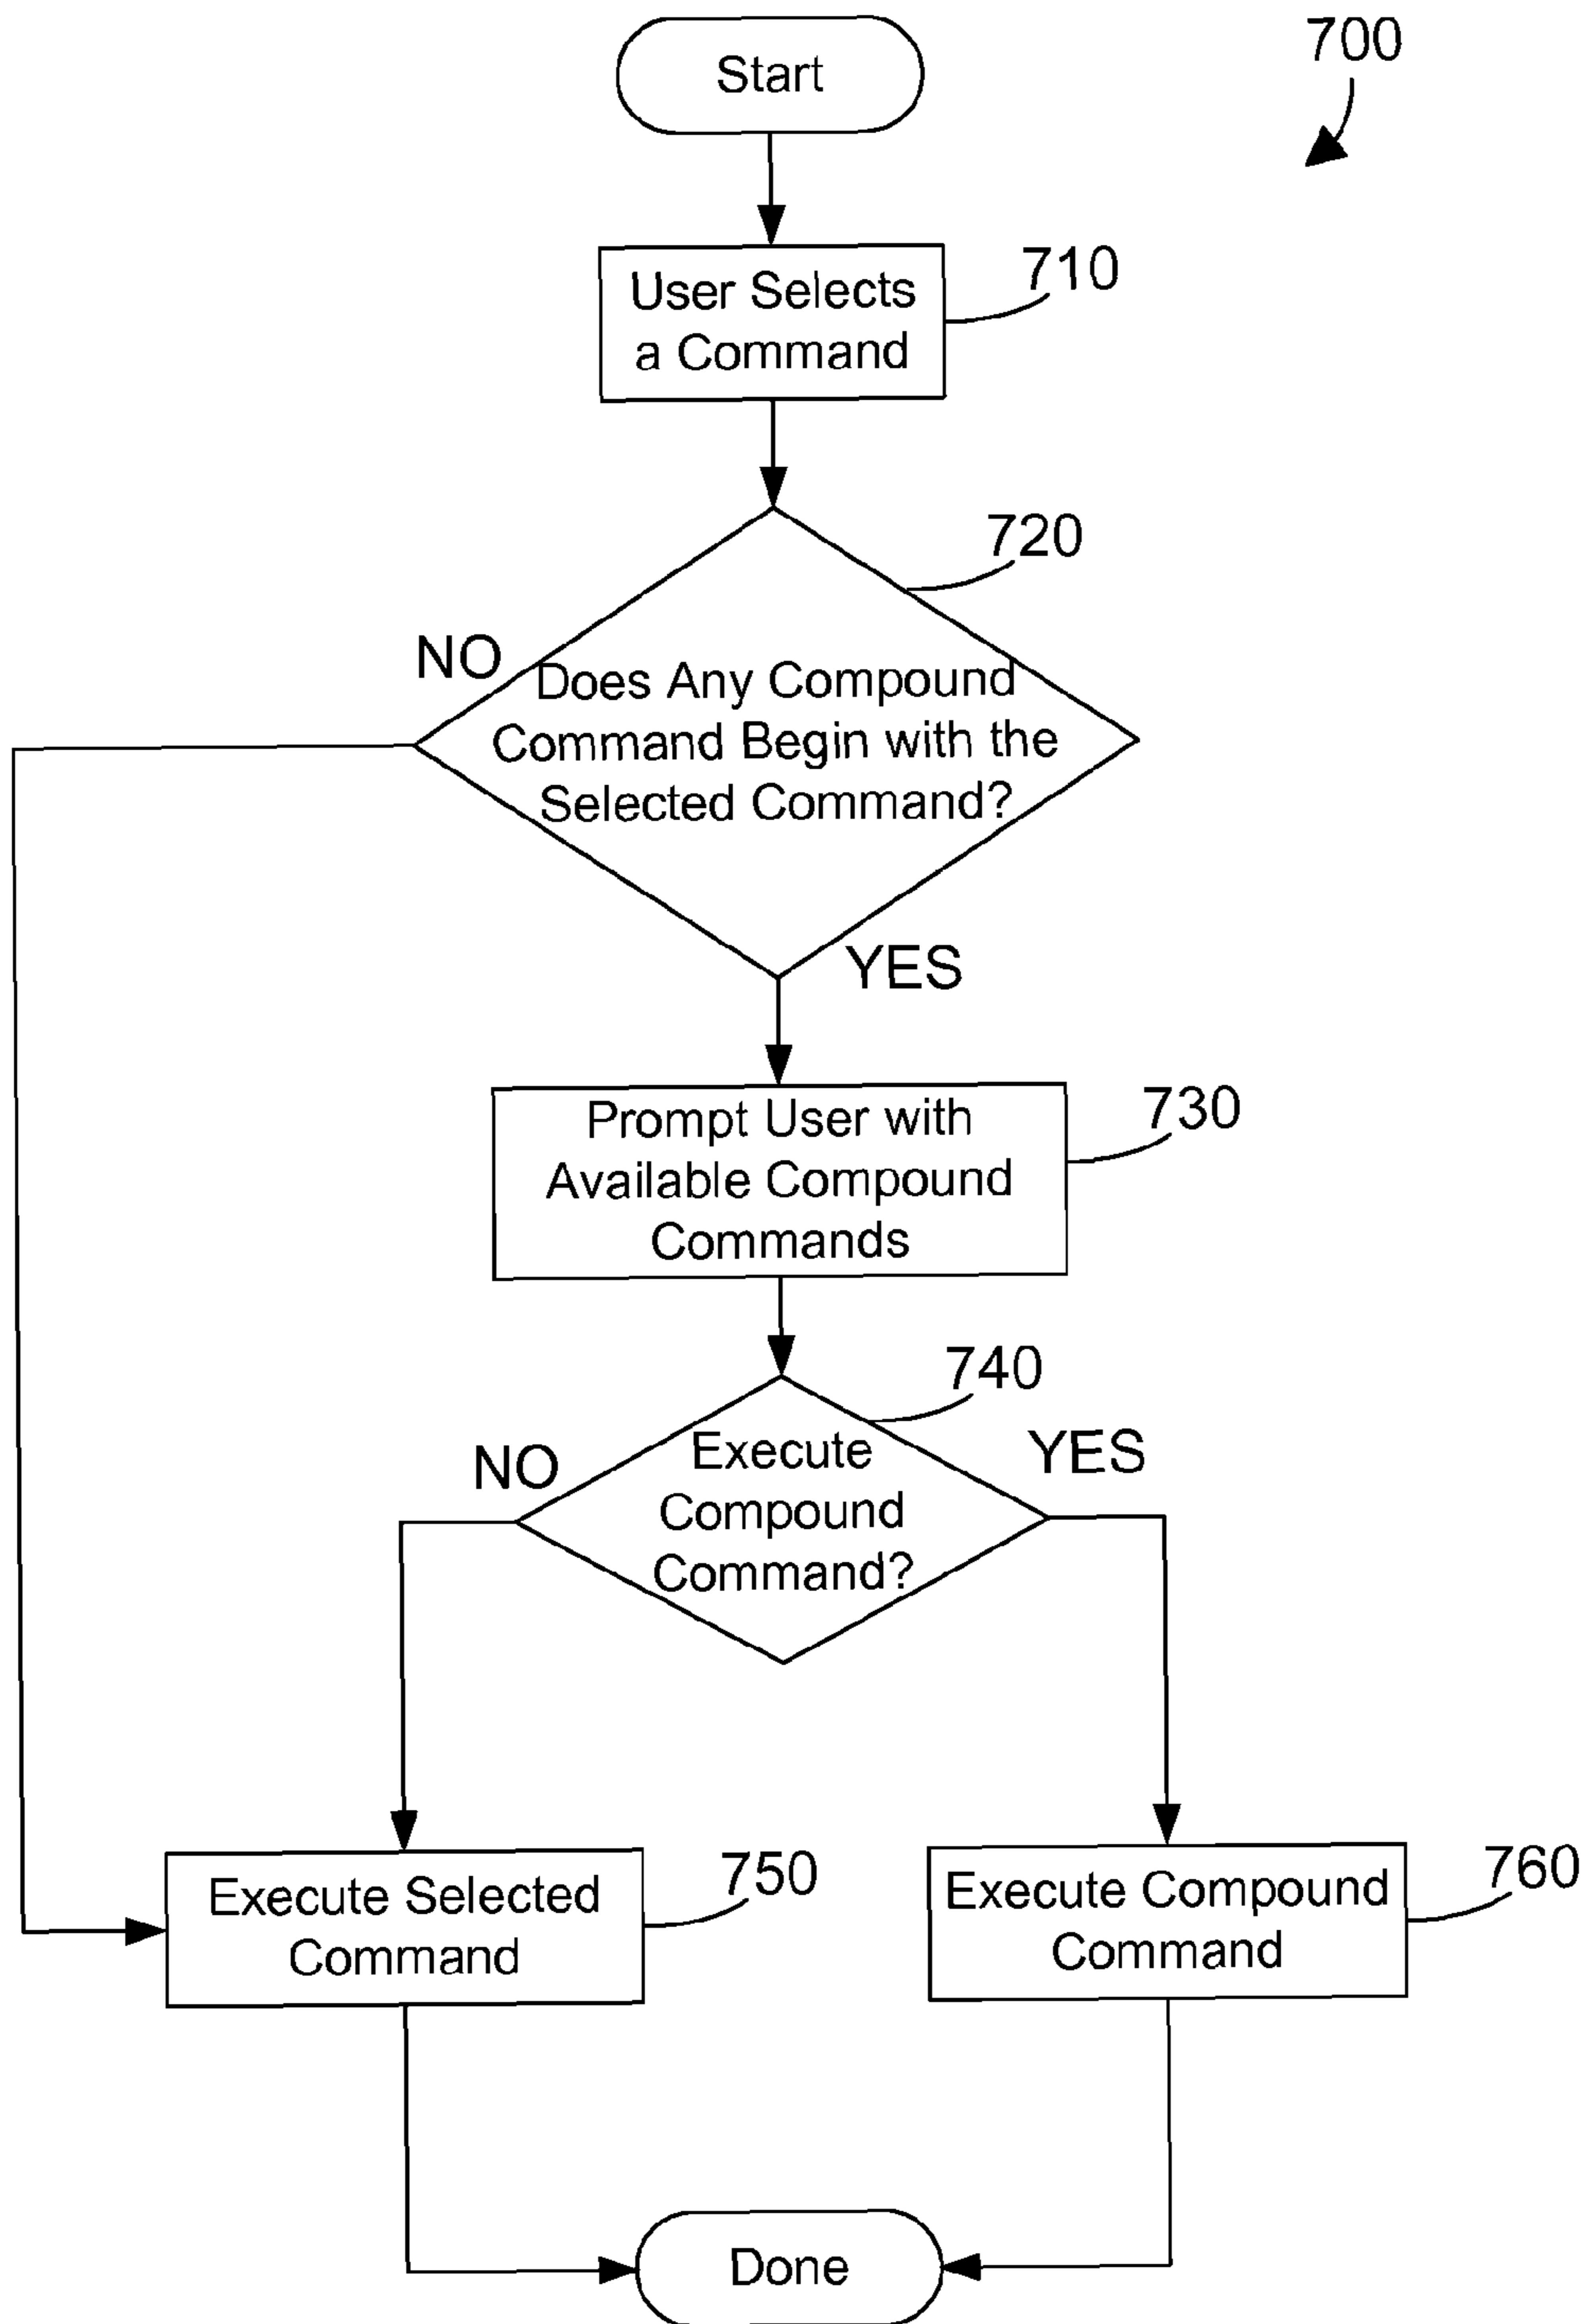 700
Start
710
User Selects
a Command
720
NO
Does Any Compound
Command Begin with the
Selected Command?
YES
730
Prompt User with
Available Compound
Commands
740
NO
YES
Execute
Compound
Command?
750
Execute Selected
Command
760
Execute Compound
Command
Done